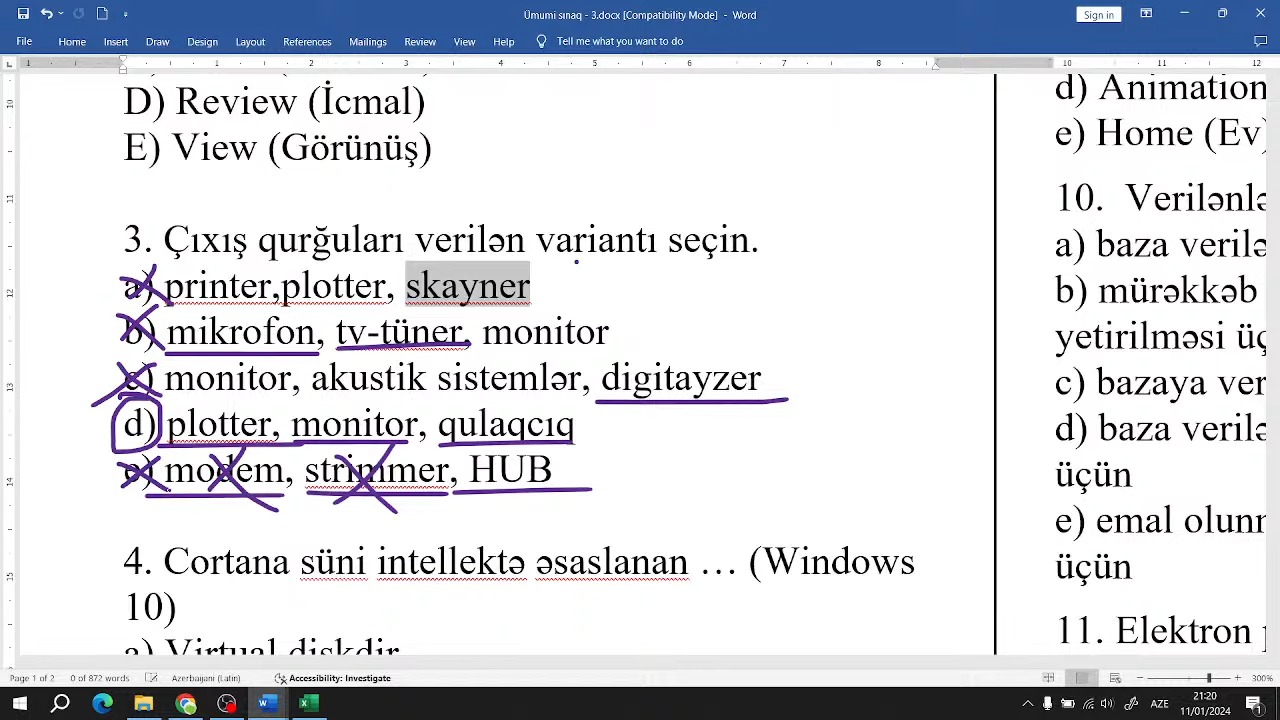 Ümumi sınaq - 3.docx [Compatibility Mode] - Word
Sign in
File Home Insert Draw Design Layout References Mailings Review View Help Tell me what you want to do
D) Review (İcmal)
E) View (Görünüş)
3. Çıxış qurğuları verilən variantı seçin.
a) printer,plotter, skayner
b) mikrofon, tv-tüner, monitor
c) monitor, akustik sistemlər, digitayzer
d) plotter, monitor, qulaqcıq
e) modem, strimmer, HUB
4. Cortana süni intellektə əsaslanan … (Windows
10)
a) Virtual diskdir
d) Animation
e) Home (Ev)
10. Verilənlə
a) baza verilə
b) mürəkkəb
yetirilməsi üç
c) bazaya ver
d) baza verilə
üçün
e) emal olunm
üçün
11. Elektron p
Page 1 of 2 0 of 872 words Azerbaijani (Latin) Accessibility: Investigate 300%
AZE 21:20
11/01/2024